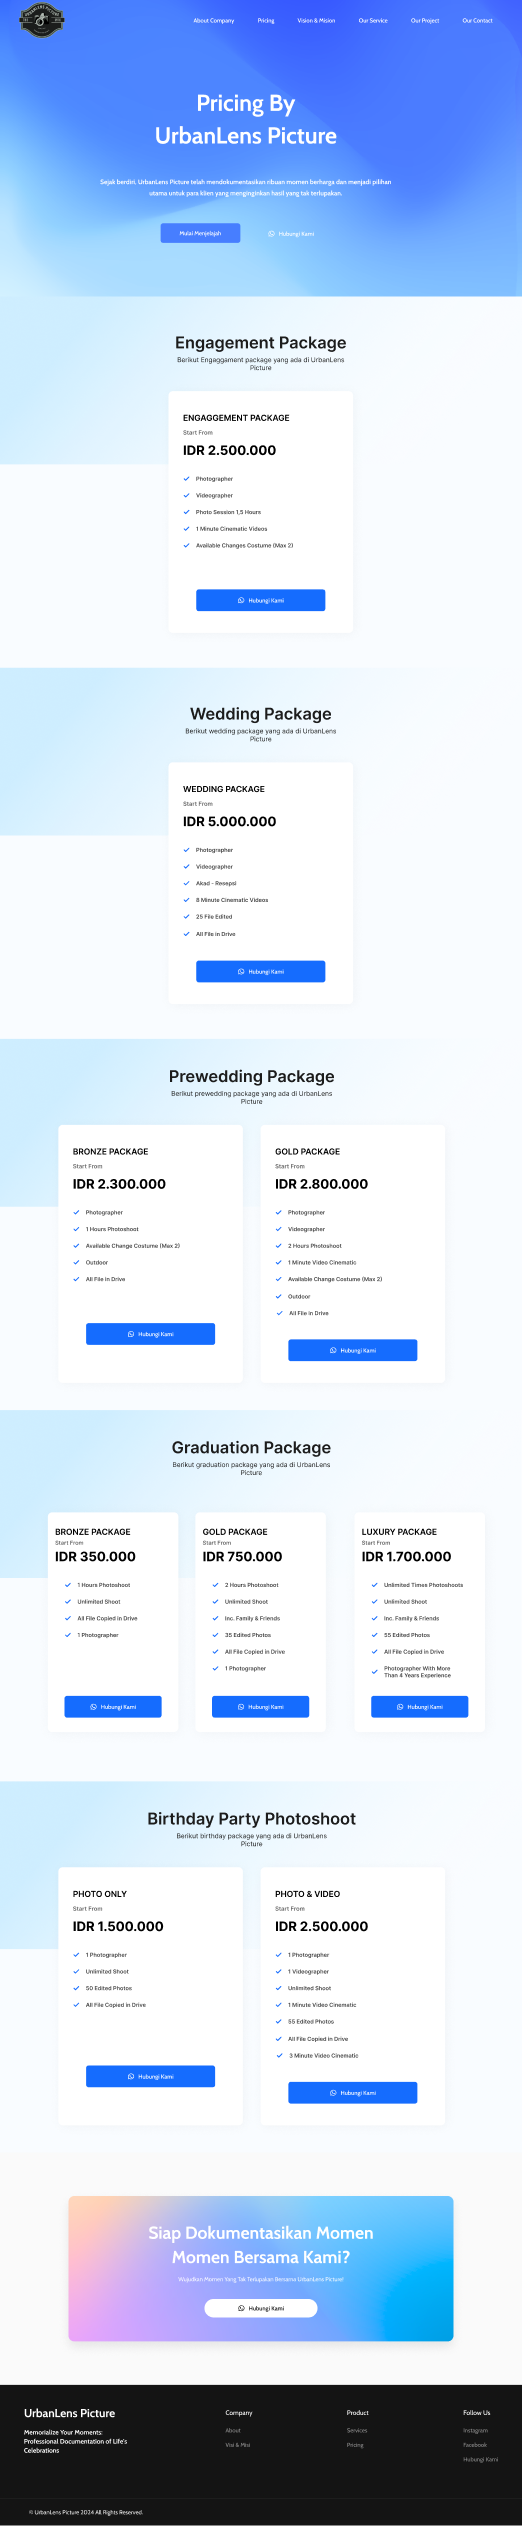 About Company
Pricing
Vision & Mision
Our Service
Our Project
Our Contact
Pricing By
UrbanLens Picture
Sejak berdiri, UrbanLens Picture telah mendokumentasikan ribuan momen berharga dan menjadi pilihan
utama untuk para klien yang menginginkan hasil yang tak terlupakan.
Mulai Menjelajah
Hubungi Kami
Engagement Package
Berikut Engaggament package yang ada di UrbanLens
Picture
ENGAGGEMENT PACKAGE
Start From
IDR 2.500.000
Photographer
Videographer
Photo Session 1,5 Hours
1 Minute Cinematic Videos
Available Changes Costume (Max 2)
Hubungi Kami
Wedding Package
Berikut wedding package yang ada di UrbanLens
Picture
WEDDING PACKAGE
Start From
IDR 5.000.000
Photographer
Videographer
Akad - Resepsi
8 Minute Cinematic Videos
25 File Edited
All File in Drive
Hubungi Kami
Prewedding Package
Berikut prewedding package yang ada di UrbanLens
Picture
BRONZE PACKAGE
Start From
IDR 2.300.000
Photographer
1 Hours Photoshoot
Available Change Costume (Max 2)
Outdoor
All File in Drive
Hubungi Kami
GOLD PACKAGE
Start From
IDR 2.800.000
Photographer
Videographer
2 Hours Photoshoot
1 Minute Video Cinematic
Available Change Costume (Max 2)
Outdoor
All File in Drive
Hubungi Kami
Graduation Package
Berikut graduation package yang ada di UrbanLens
Picture
BRONZE PACKAGE
Start From
IDR 350.000
1 Hours Photoshoot
Unlimited Shoot
All File Copied in Drive
1 Photographer
Hubungi Kami
GOLD PACKAGE
Start From
IDR 750.000
2 Hours Photoshoot
Unlimited Shoot
Inc. Family & Friends
35 Edited Photos
All File Copied in Drive
1 Photographer
Hubungi Kami
LUXURY PACKAGE
Start From
IDR 1.700.000
Unlimited Times Photoshoots
Unlimited Shoot
Inc. Family & Friends
55 Edited Photos
All File Copied in Drive
Photographer With More
Than 4 Years Experience
Hubungi Kami
Birthday Party Photoshoot
Berikut birthday package yang ada di UrbanLens
Picture
PHOTO ONLY
Start From
IDR 1.500.000
1 Photographer
Unlimited Shoot
50 Edited Photos
All File Copied in Drive
Hubungi Kami
PHOTO & VIDEO
Start From
IDR 2.500.000
1 Photographer
1 Videographer
Unlimited Shoot
1 Minute Video Cinematic
55 Edited Photos
All File Copied in Drive
3 Minute Video Cinematic
Hubungi Kami
Siap Dokumentasikan Momen
Momen Bersama Kami?
Wujudkan Momen Yang Tak Terlupakan Bersama UrbanLens Picture!
Hubungi Kami
UrbanLens Picture
Memorialize Your Moments:
Professional Documentation of Life's
Celebrations
Company
About
Visi & Misi
Product
Services
Pricing
Follow Us
Instagram
Facebook
Hubungi Kami
© UrbanLens Picture 2024 All Rights Reserved.